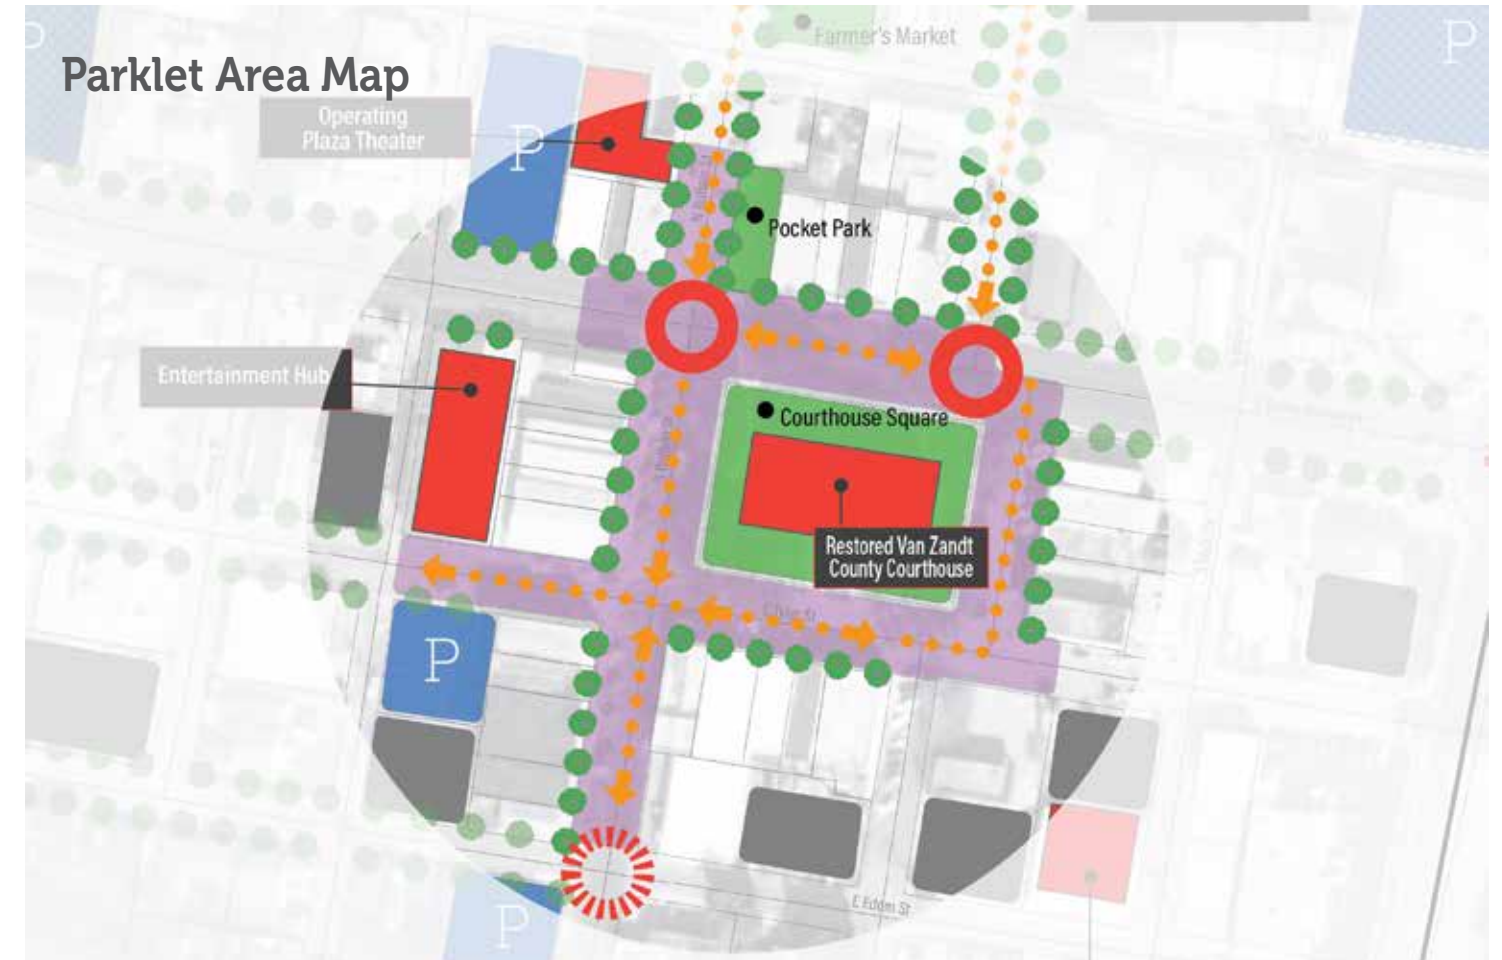 P
Farmer's Market
P
Parklet Area Map
Operating
Plaza Theater
P
Pocket Park
Entertainment Hub
Courthouse Square
Restored Van Zandt
County Courthouse
P
E Eddm St
P